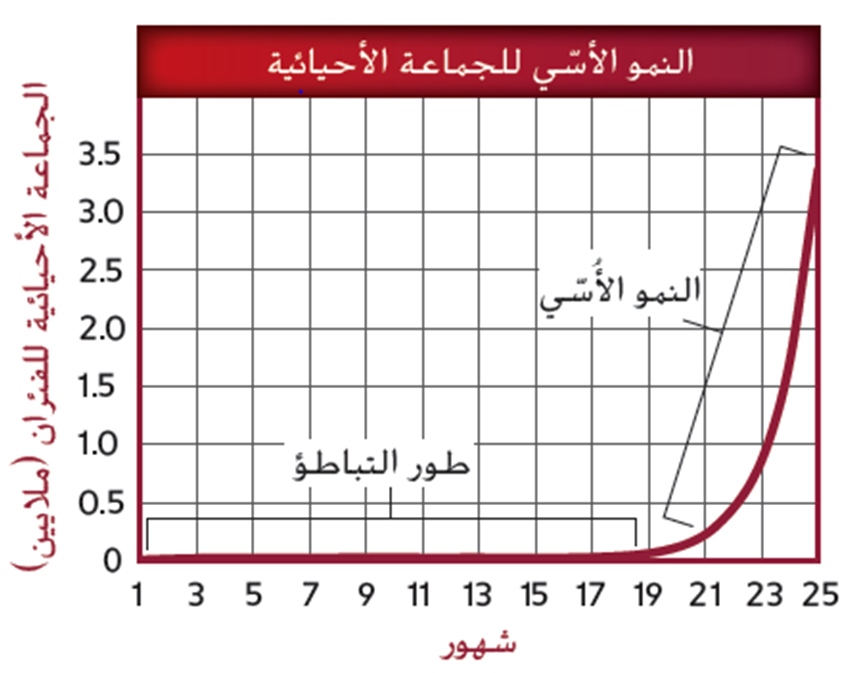 النمو الأسّي للجماعة الأحيائية
الجماعة الأحيائية للفئران (ملايين)
3.5
3.0
2.5
2.0
1.5
1.0
0.5
0
النمو الأُسّي
طور التباطؤ
1 3 5 7 9 11 13 15 17 19 21 23 25
شهور